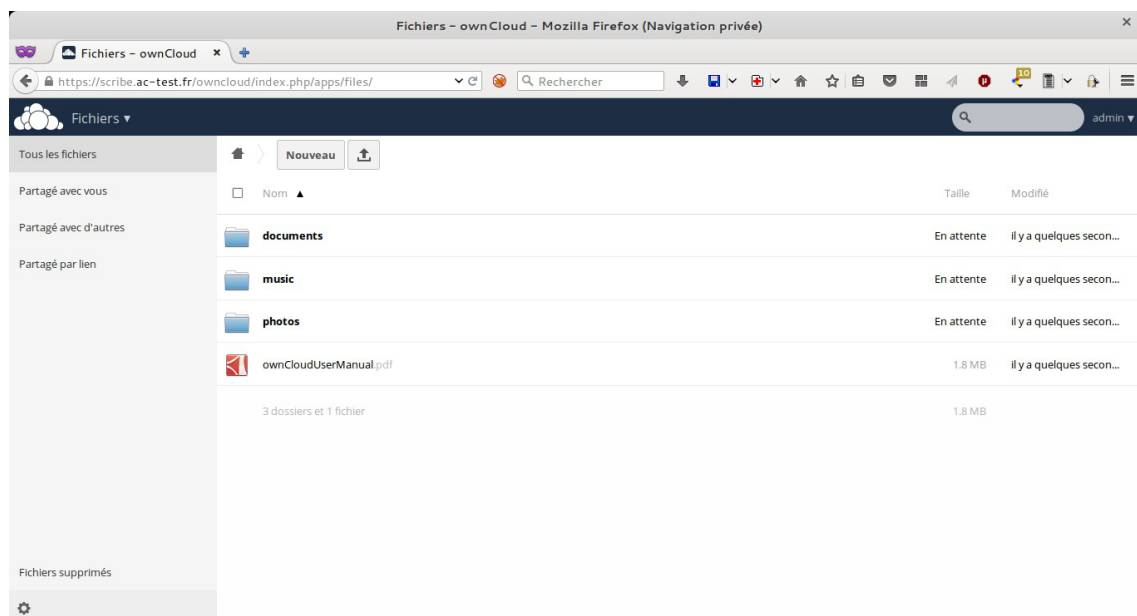 Fichiers – ownCloud – Mozilla Firefox (Navigation privée)
Fichiers – ownCloud
https://scribe.ac-test.fr/owncloud/index.php/apps/files/
Rechercher
10
Fichiers
admin
Tous les fichiers
Partagé avec vous
Partagé avec d'autres
Partagé par lien
Fichiers supprimés
Nouveau
Nom Taille Modifié
documents En attente il y a quelques secon...
music En attente il y a quelques secon...
photos En attente il y a quelques secon...
ownCloudUserManual.pdf 1.8 MB il y a quelques secon...
3 dossiers et 1 fichier 1.8 MB